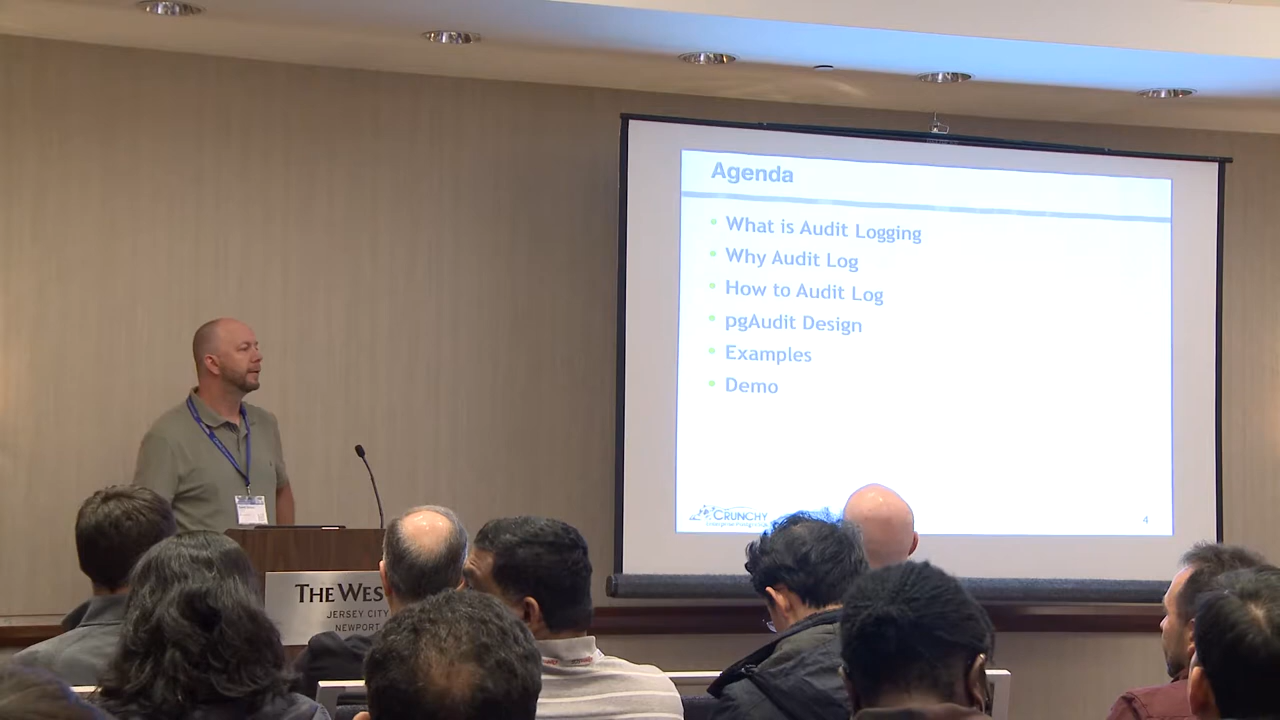 Agenda
What is Audit Logging
Why Audit Log
How to Audit Log
pgAudit Design
Examples
Demo
CRUNCHY
4
THE WES
JERSEY CITY
NEWPORT